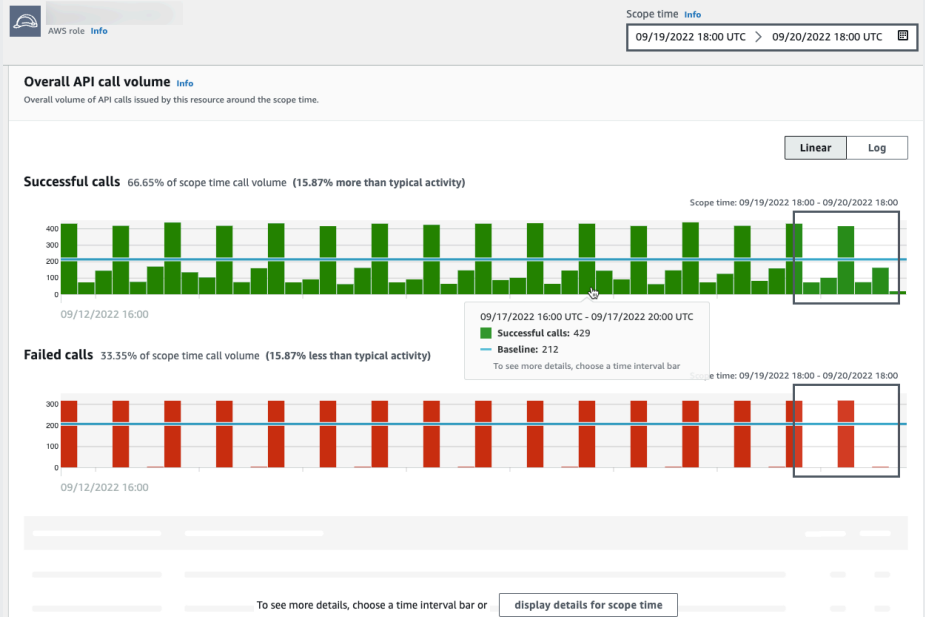 Scope time Info
AWS role Info
09/19/2022 18:00 UTC > 09/20/2022 18:00 UTC
Overall API call volume Info
Overall volume of API calls issued by this resource around the scope time.
Linear Log
Successful calls 66.65% of scope time call volume (15.87% more than typical activity)
Scope time: 09/19/2022 18:00 - 09/20/2022 18:00
400
300
200
100
0
09/12/2022 16:00
09/17/2022 16:00 UTC - 09/17/2022 20:00 UTC
Successful calls: 429
Baseline: 212
To see more details, choose a time interval bar
Failed calls 33.35% of scope time call volume (15.87% less than typical activity)
time: 09/19/2022 18:00 - 09/20/2022 18:00
300
200
100
0
09/12/2022 16:00
To see more details, choose a time interval bar or display details for scope time